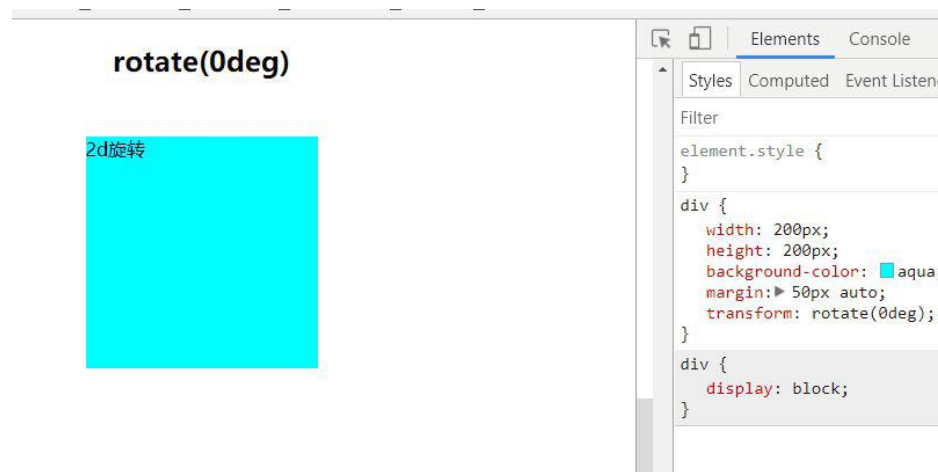 rotate(0deg)
2d旋转
Elements Console
Styles Computed Event Listen
Filter
element.style {
}
div {
width: 200px;
height: 200px;
background-color: aqua
margin: 50px auto;
transform: rotate(0deg);
}
div {
display: block;
}